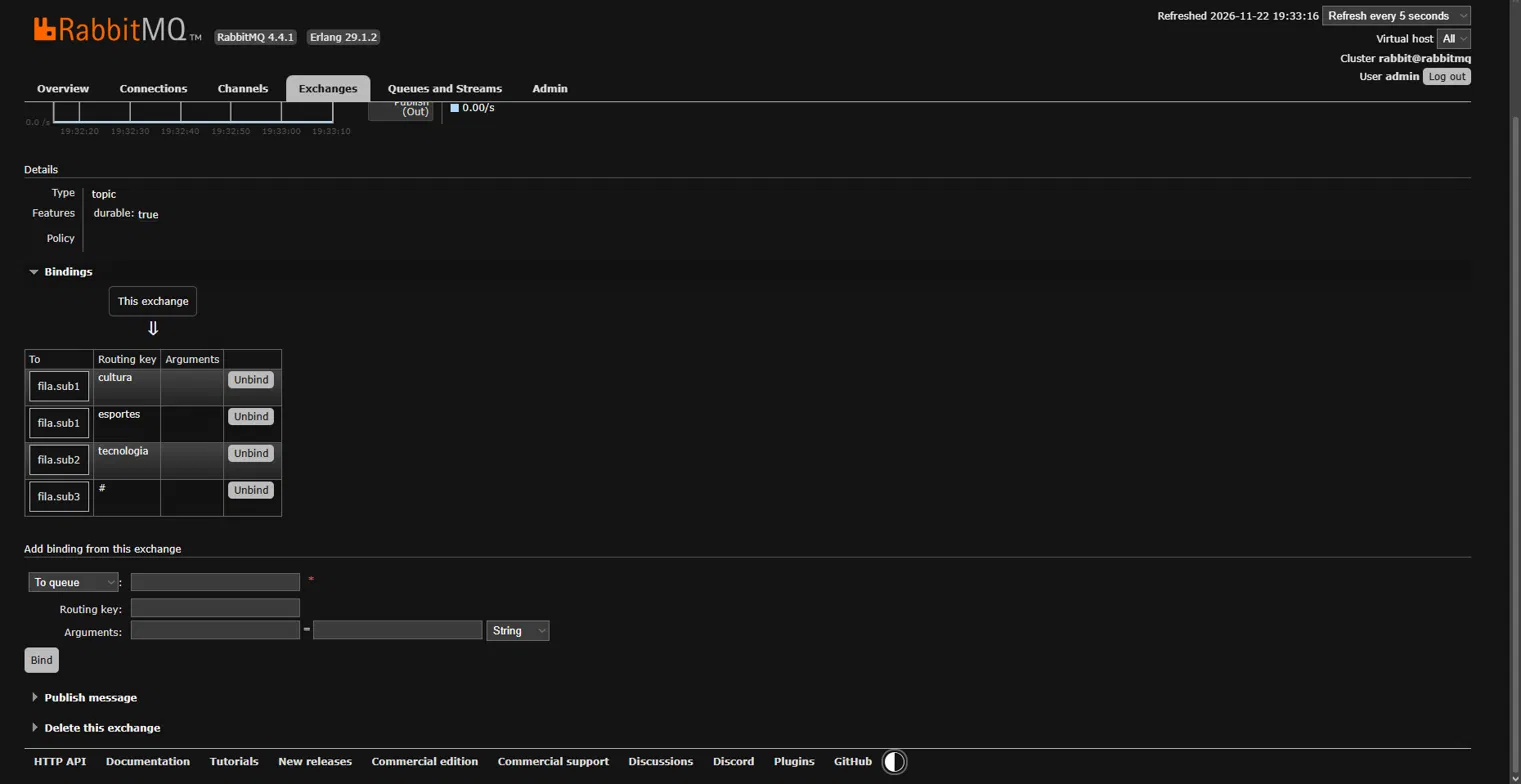 RabbitMQ TM RabbitMQ 4.4.1 Erlang 29.1.2
Refreshed 2026-11-22 19:33:16 Refresh every 5 seconds
Virtual host All
Cluster rabbit@rabbitmq
User admin Log out
Overview Connections Channels Exchanges Queues and Streams Admin
Publish
(Out) 0.00/s
0.0 /s
19:32:20 19:32:30 19:32:40 19:32:50 19:33:00 19:33:10
Details
Type topic
Features durable: true
Policy
Bindings
This exchange
⇓
To Routing key Arguments
fila.sub1 cultura Unbind
fila.sub1 esportes Unbind
fila.sub2 tecnologia Unbind
fila.sub3 # Unbind
Add binding from this exchange
To queue : *
Routing key:
Arguments: = String
Bind
Publish message
Delete this exchange
HTTP API Documentation Tutorials New releases Commercial edition Commercial support Discussions Discord Plugins GitHub